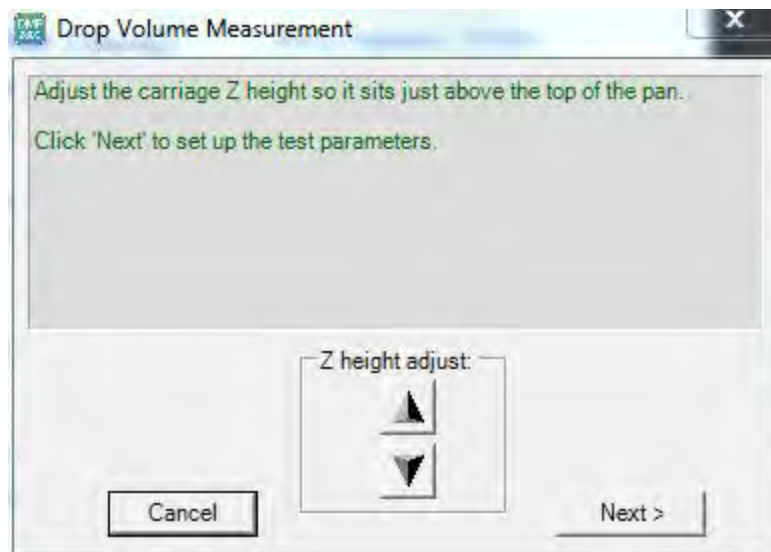 Drop Volume Measurement
Adjust the carriage Z height so it sits just above the top of the pan.
Click 'Next' to set up the test parameters.
Z height adjust:
Cancel
Next >